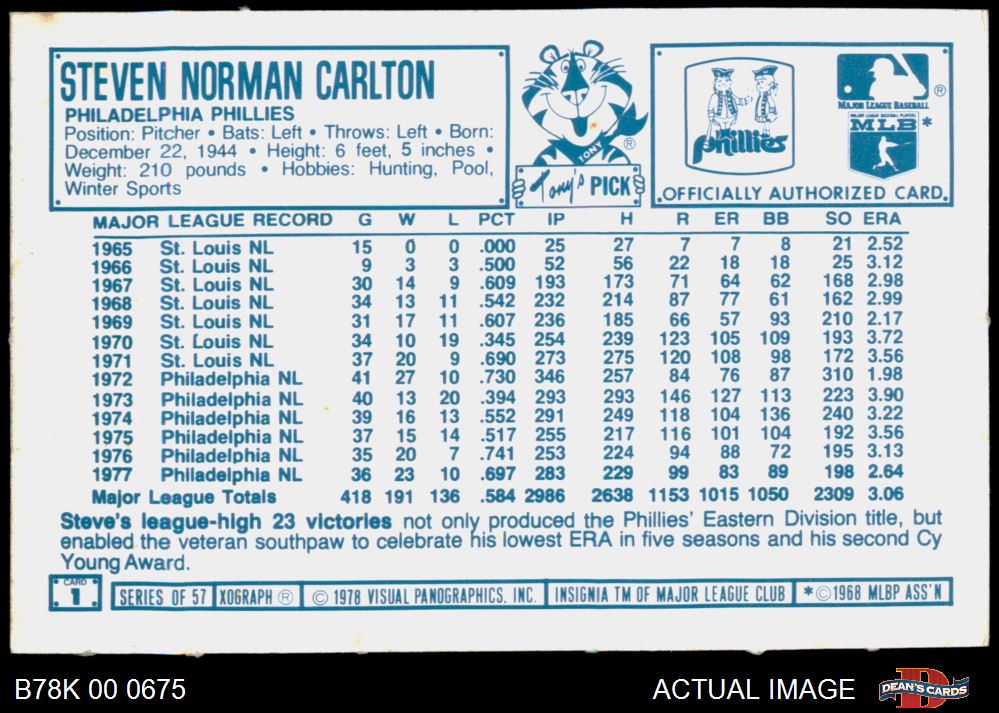 STEVEN NORMAN CARLTON
PHILADELPHIA PHILLIES
Position: Pitcher • Bats: Left • Throws: Left • Born:
December 22, 1944 • Height: 6 feet, 5 inches •
Weight: 210 pounds • Hobbies: Hunting, Pool,
Winter Sports
TONY ®
Tony's PICK
phillies
®
MAJOR LEAGUE BASEBALL
MAJOR LEAGUE BASEBALL PLAYERS
MLB *
OFFICIALLY AUTHORIZED CARD.
MAJOR LEAGUE RECORD G W L PCT IP H R ER BB SO ERA
1965 St. Louis NL 15 0 0 .000 25 27 7 7 8 21 2.52
1966 St. Louis NL 9 3 3 .500 52 56 22 18 18 25 3.12
1967 St. Louis NL 30 14 9 .609 193 173 71 64 62 168 2.98
1968 St. Louis NL 34 13 11 .542 232 214 87 77 61 162 2.99
1969 St. Louis NL 31 17 11 .607 236 185 66 57 93 210 2.17
1970 St. Louis NL 34 10 19 .345 254 239 123 105 109 193 3.72
1971 St. Louis NL 37 20 9 .690 273 275 120 108 98 172 3.56
1972 Philadelphia NL 41 27 10 .730 346 257 84 76 87 310 1.98
1973 Philadelphia NL 40 13 20 .394 293 293 146 127 113 223 3.90
1974 Philadelphia NL 39 16 13 .552 291 249 118 104 136 240 3.22
1975 Philadelphia NL 37 15 14 .517 255 217 116 101 104 192 3.56
1976 Philadelphia NL 35 20 7 .741 253 224 94 88 72 195 3.13
1977 Philadelphia NL 36 23 10 .697 283 229 99 83 89 198 2.64
Major League Totals 418 191 136 .584 2986 2638 1153 1015 1050 2309 3.06
Steve's league-high 23 victories not only produced the Phillies' Eastern Division title, but
enabled the veteran southpaw to celebrate his lowest ERA in five seasons and his second Cy
Young Award.
CARD
1
SERIES OF 57 XOGRAPH ® © 1978 VISUAL PANOGRAPHICS, INC. INSIGNIA TM OF MAJOR LEAGUE CLUB *©1968 MLBP ASS'N
B78K 00 0675
ACTUAL IMAGE
D
DEAN'S CARDS